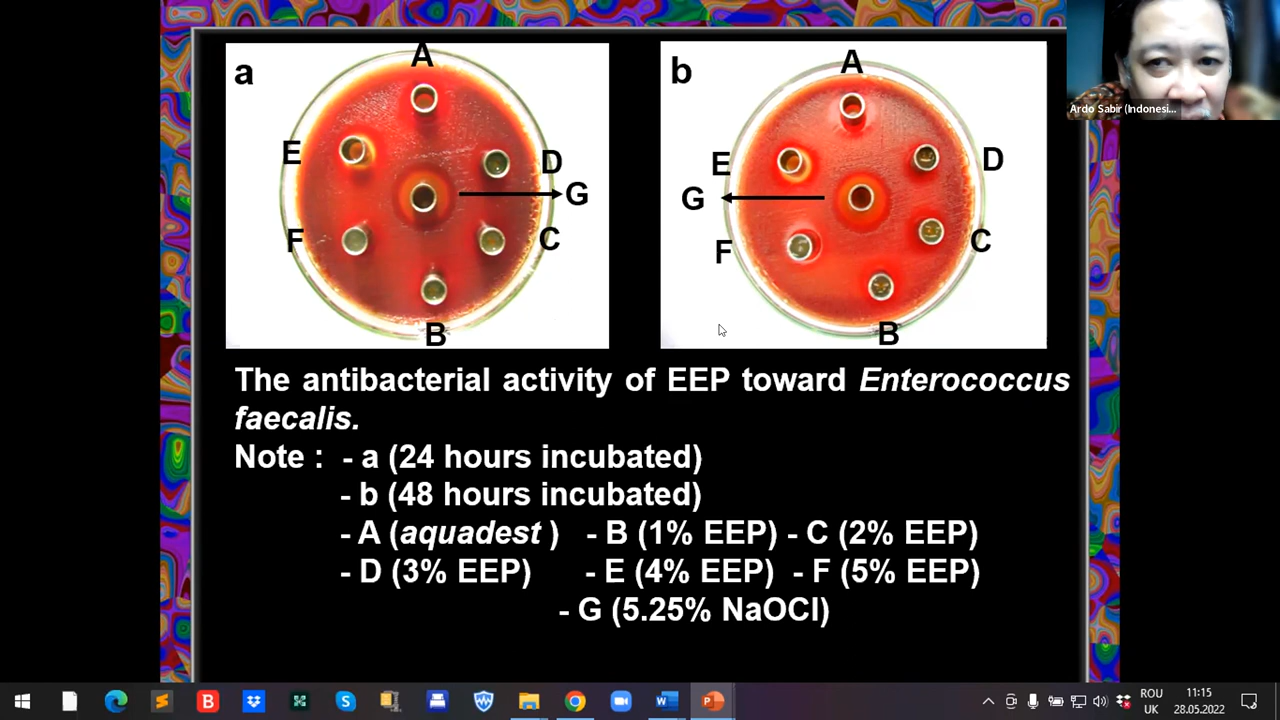 a
A
E
D
G
F
C
B
b
A
E
D
G
F
C
B
Ardo Sabir (Indonesi...
The antibacterial activity of EEP toward Enterococcus
faecalis.
Note : - a (24 hours incubated)
- b (48 hours incubated)
- A (aquadest ) - B (1% EEP) - C (2% EEP)
- D (3% EEP) - E (4% EEP) - F (5% EEP)
- G (5.25% NaOCl)
ROU
UK
11:15
28.05.2022